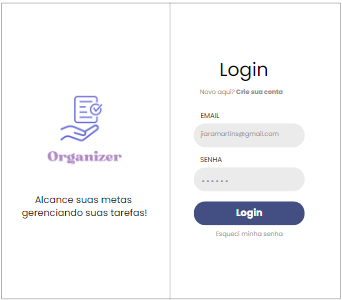 Organizer
Alcance suas metas
gerenciando suas tarefas!
Login
Novo aqui? Crie sua conta
EMAIL
jiaramartins@gmail.com
SENHA
Login
Esqueci minha senha